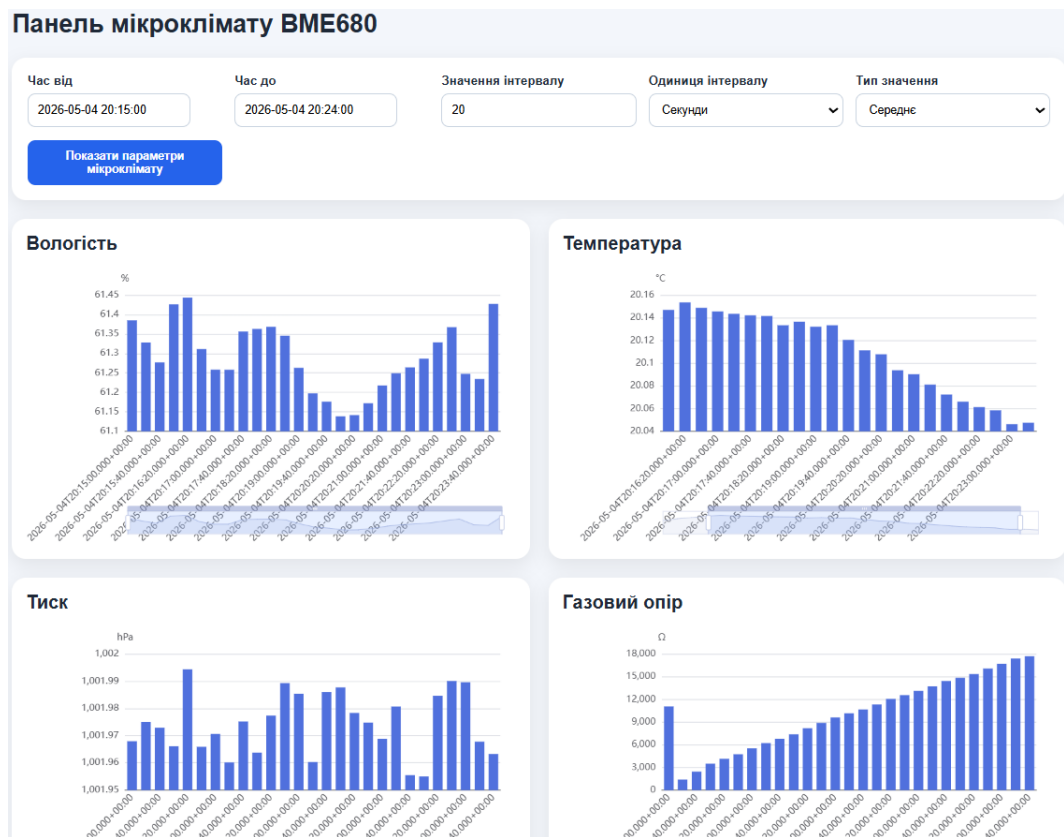 Панель мікроклімату BME680
Час від
Час до
Значення інтервалу
Одиниця інтервалу
Тип значення
2026-05-04 20:15:00
2026-05-04 20:24:00
20
Секунди
Середнє
Показати параметри
мікроклімату
Вологість
%
61.45
61.4
61.35
61.3
61.25
61.2
61.15
61.1
2026-05-04T20:15:00.000+00:00
2026-05-04T20:15:40.000+00:00
2026-05-04T20:16:20.000+00:00
2026-05-04T20:17:00.000+00:00
2026-05-04T20:17:40.000+00:00
2026-05-04T20:18:20.000+00:00
2026-05-04T20:19:00.000+00:00
2026-05-04T20:19:40.000+00:00
2026-05-04T20:20:20.000+00:00
2026-05-04T20:21:00.000+00:00
2026-05-04T20:21:40.000+00:00
2026-05-04T20:22:20.000+00:00
2026-05-04T20:23:00.000+00:00
2026-05-04T20:23:40.000+00:00
Температура
°C
20.16
20.14
20.12
20.1
20.08
20.06
20.04
2026-05-04T20:16:20.000+00:00
2026-05-04T20:17:00.000+00:00
2026-05-04T20:17:40.000+00:00
2026-05-04T20:18:20.000+00:00
2026-05-04T20:19:00.000+00:00
2026-05-04T20:19:40.000+00:00
2026-05-04T20:20:20.000+00:00
2026-05-04T20:21:00.000+00:00
2026-05-04T20:21:40.000+00:00
2026-05-04T20:22:20.000+00:00
2026-05-04T20:23:00.000+00:00
Тиск
hPa
1,002
1,001.99
1,001.98
1,001.97
1,001.96
1,001.95
Газовий опір
Ω
18,000
15,000
12,000
9,000
6,000
3,000
0